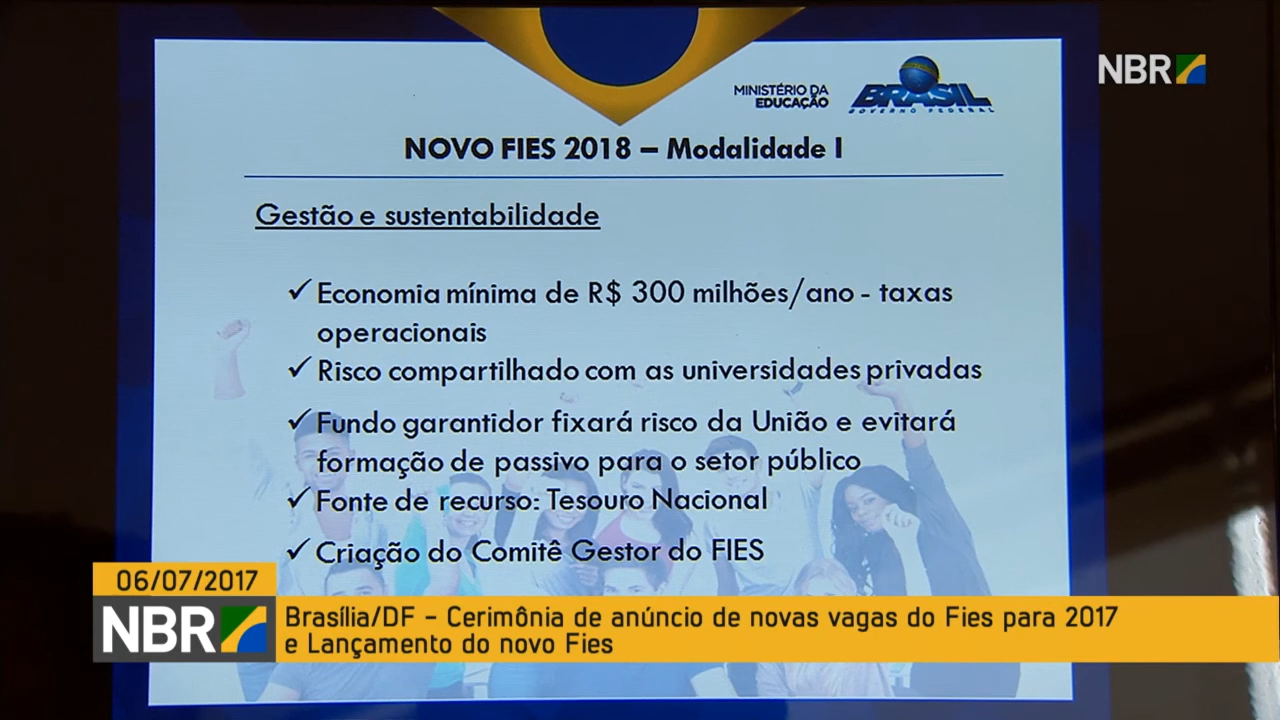 NBR
MINISTÉRIO DA
EDUCAÇÃO
BRASIL
GOVERNO FEDERAL
NOVO FIES 2018 – Modalidade I
Gestão e sustentabilidade
✓ Economia mínima de R$ 300 milhões/ano - taxas
operacionais
✓ Risco compartilhado com as universidades privadas
✓ Fundo garantidor fixará risco da União e evitará
formação de passivo para o setor público
✓ Fonte de recurso: Tesouro Nacional
✓ Criação do Comitê Gestor do FIES
06/07/2017
NBR
Brasília/DF – Cerimônia de anúncio de novas vagas do Fies para 2017
e Lançamento do novo Fies